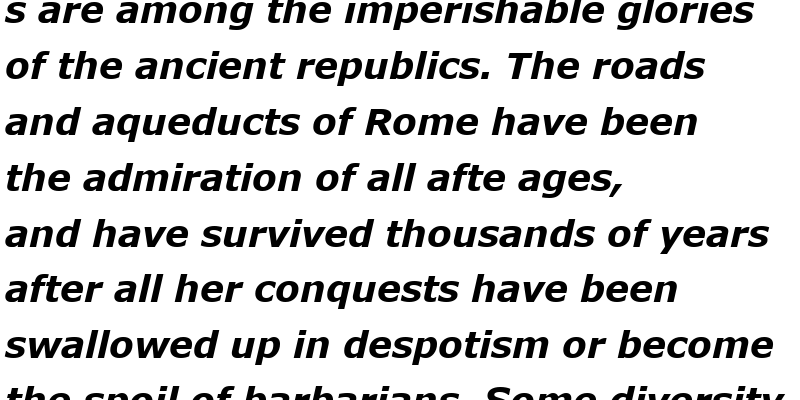 s are among the imperishable glories
of the ancient republics. The roads
and aqueducts of Rome have been
the admiration of all afte ages,
and have survived thousands of years
after all her conquests have been
swallowed up in despotism or become
the spoil of barbarians. Some diversity